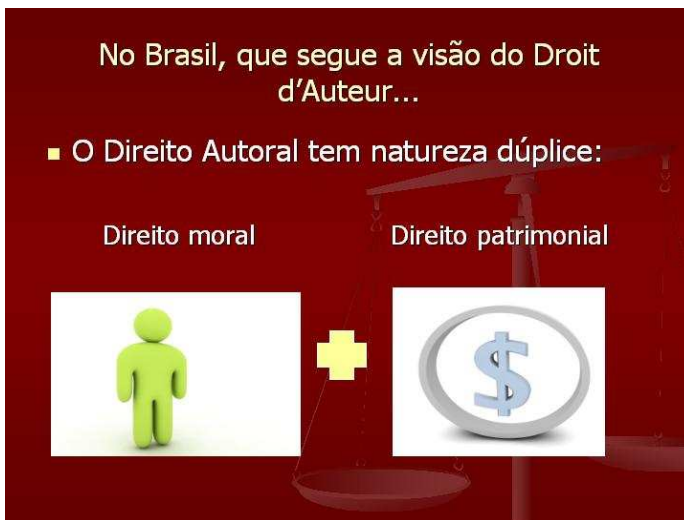 No Brasil, que segue a visão do Droit
d’Auteur...
O Direito Autoral tem natureza dúplice:
Direito moral
Direito patrimonial
$